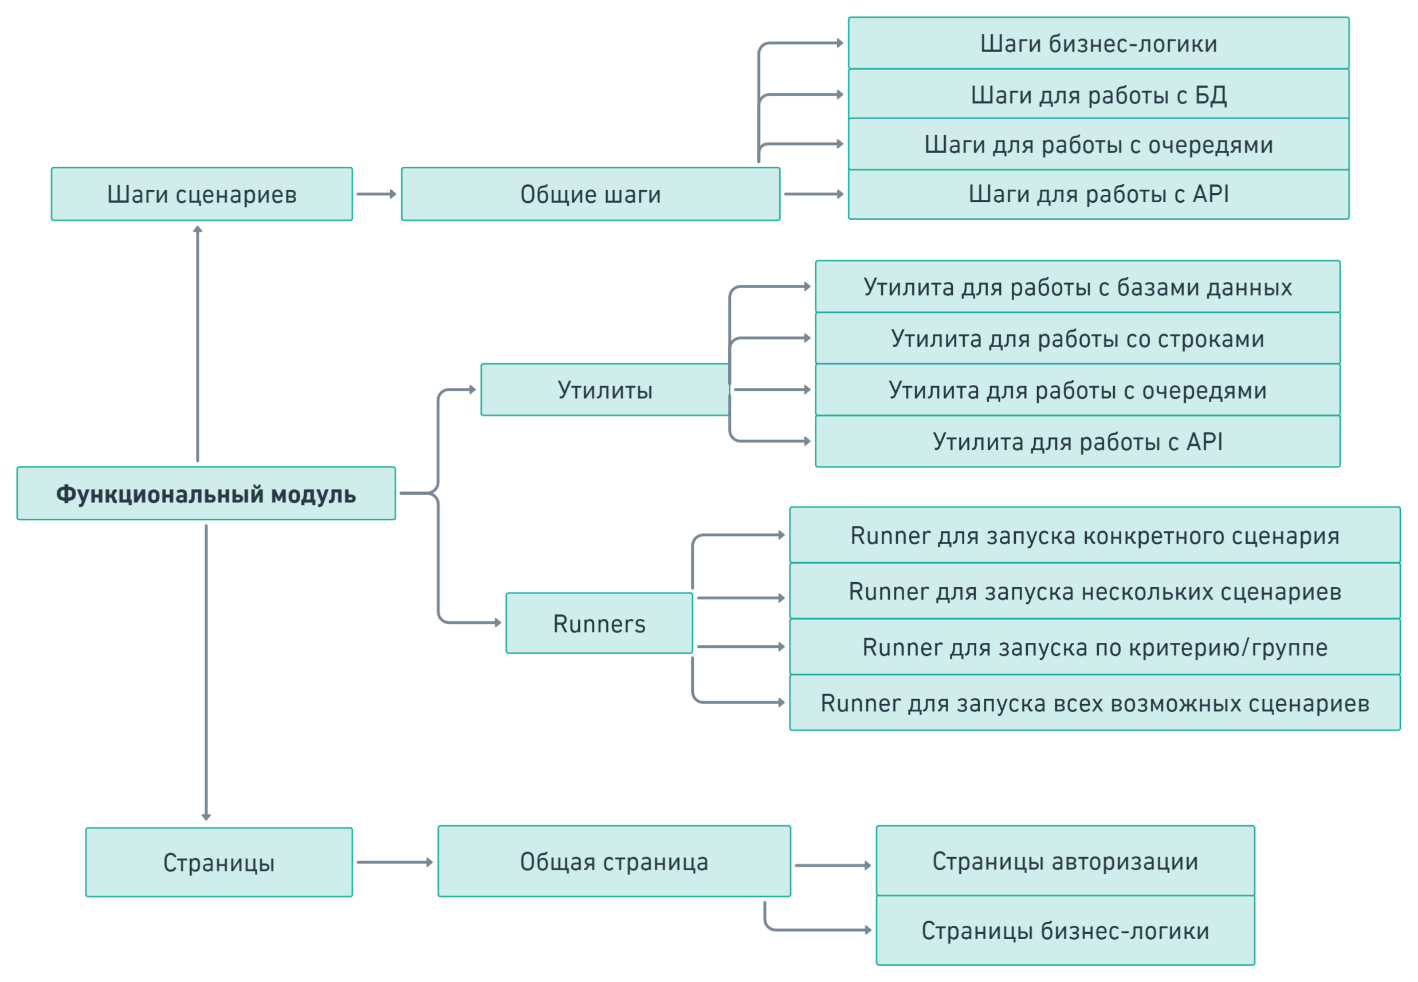 Шаги бизнес-логики
Шаги для работы с БД
Шаги для работы с очередями
Шаги сценариев
Общие шаги
Шаги для работы с API
Утилита для работы с базами данных
Утилита для работы со строками
Утилиты
Утилита для работы с очередями
Утилита для работы с API
Функциональный модуль
Runner для запуска конкретного сценария
Runner для запуска нескольких сценариев
Runners
Runner для запуска по критерию/группе
Runner для запуска всех возможных сценариев
Страницы
Общая страница
Страницы авторизации
Страницы бизнес-логики